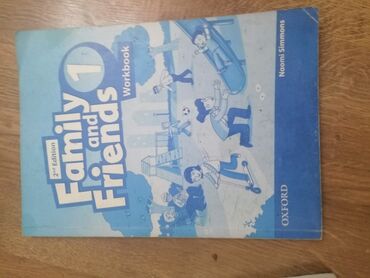 2nd Edition
Family
and
Friends 1
Workbook
Naomi Simmons
OXFORD